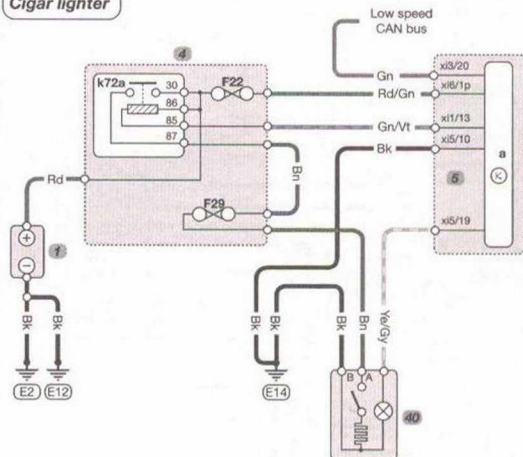 Cigar lighter
Low speed
CAN bus
4
k72a
30
86
85
87
F22
F29
Gn
Rd/Gn
Gn/Vt
Bk
xi3/20
xi6/1p
xi1/13
xi5/10
a
5
xi5/19
Rd
Bn
1
Bk
Bk
E2
E12
Bk
Bk
Bk
Bn
Ye/Gy
E14
B
A
40